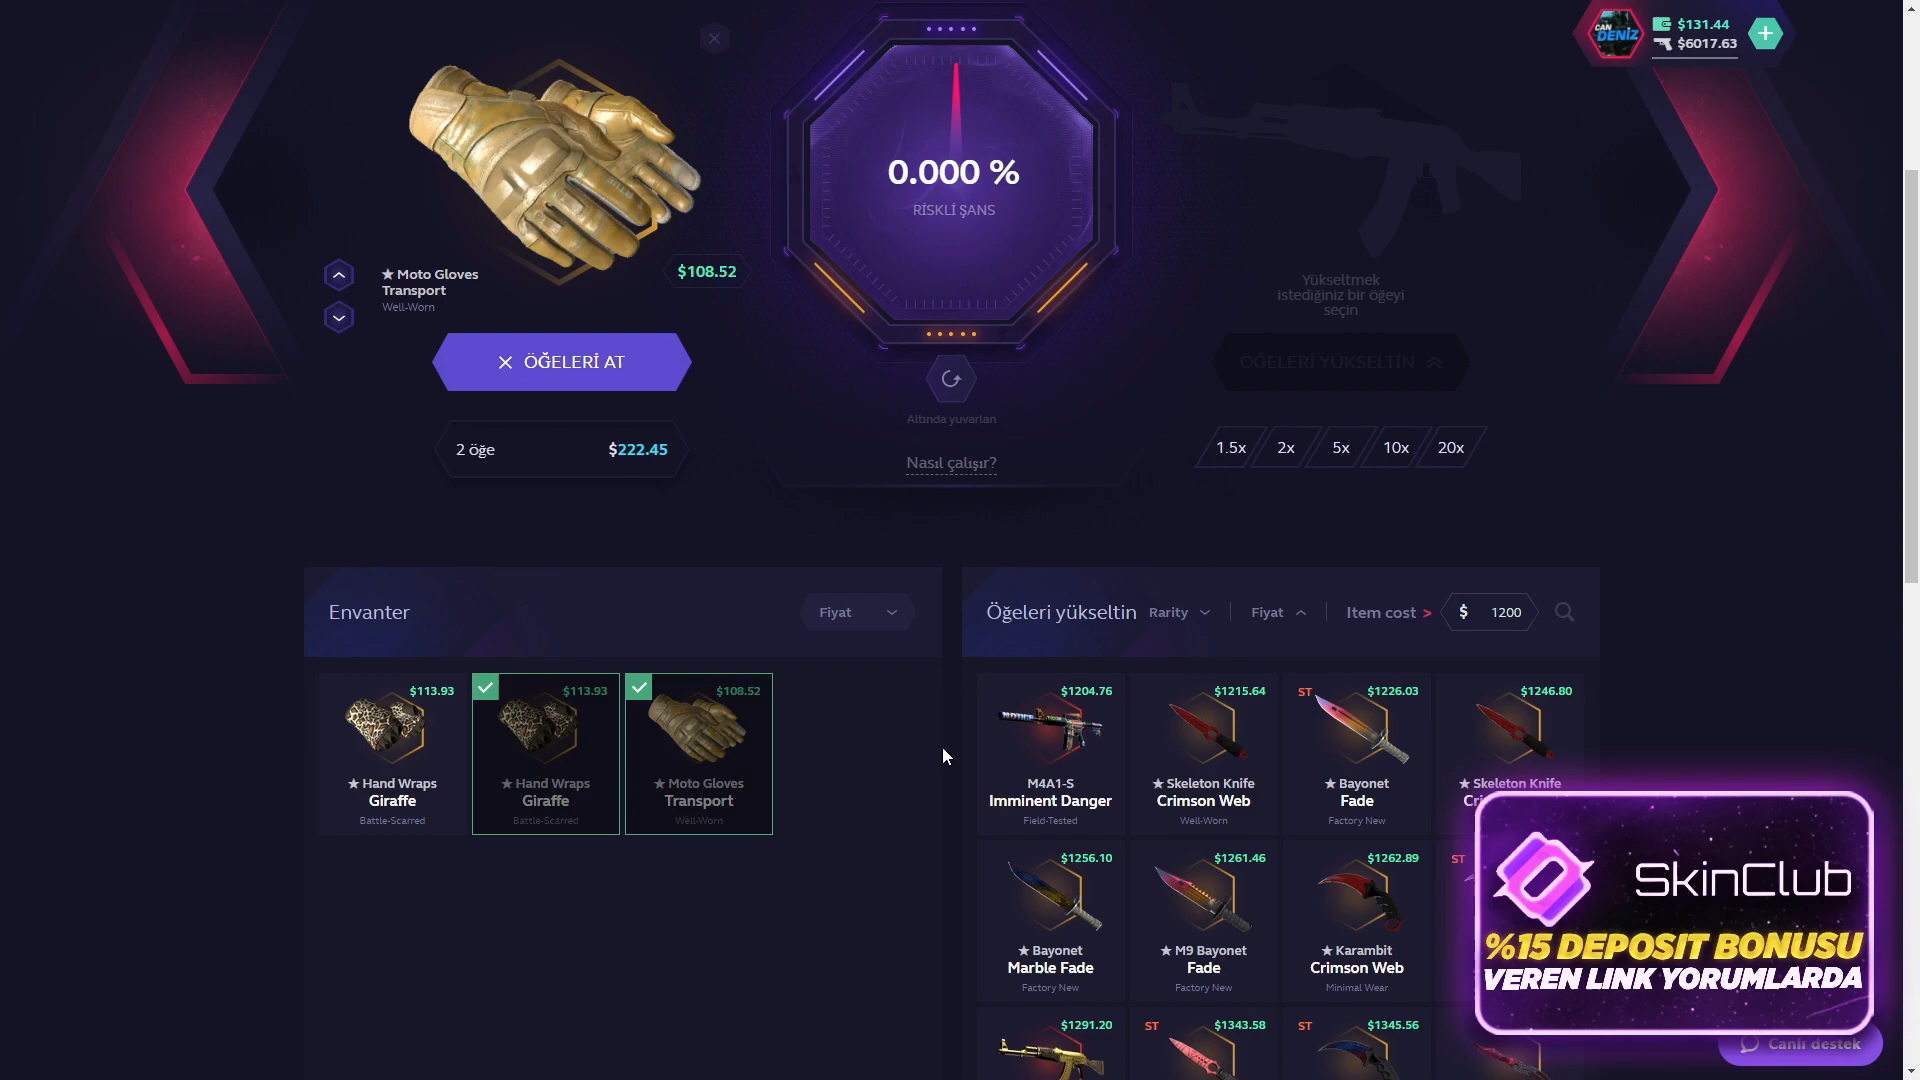 CAN
DENİZ
$131.44
$6017.63
0.000 %
RİSKLİ ŞANS
★ Moto Gloves
Transport
Well-Worn
$108.52
ÖĞELERİ AT
2 öğe
$222.45
Altında yuvarlan
Nasıl çalışır?
Yükseltmek
istediğiniz bir öğeyi
seçin
ÖĞELERİ YÜKSELTİN
1.5x
2x
5x
10x
20x
Envanter
Fiyat
Öğeleri yükseltin
Rarity
Fiyat
Item cost >
$ 1200
$113.93
★ Hand Wraps
Giraffe
Battle-Scarred
$113.93
★ Hand Wraps
Giraffe
Battle-Scarred
$108.52
★ Moto Gloves
Transport
Well-Worn
$1204.76
M4A1-S
Imminent Danger
Field-Tested
$1215.64
★ Skeleton Knife
Crimson Web
Well-Worn
ST
$1226.03
★ Bayonet
Fade
Factory New
$1246.80
★ Skeleton Knife
$1256.10
★ Bayonet
Marble Fade
Factory New
$1261.46
★ M9 Bayonet
Fade
Factory New
$1262.89
★ Karambit
Crimson Web
Minimal Wear
ST
$1291.20
ST
$1343.58
ST
$1345.56
SkinClub
%15 DEPOSIT BONUSU
VEREN LINK YORUMLARDA
Canlı destek